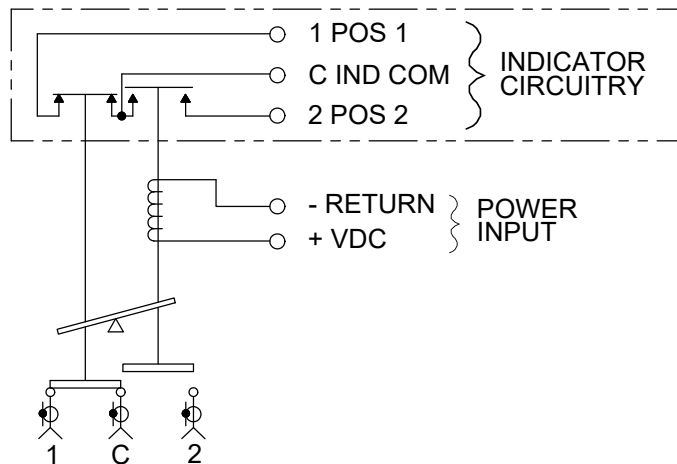 1 POS 1
C IND COM
2 POS 2
INDICATOR
CIRCUITRY
- RETURN
+ VDC
POWER
INPUT
1 C 2